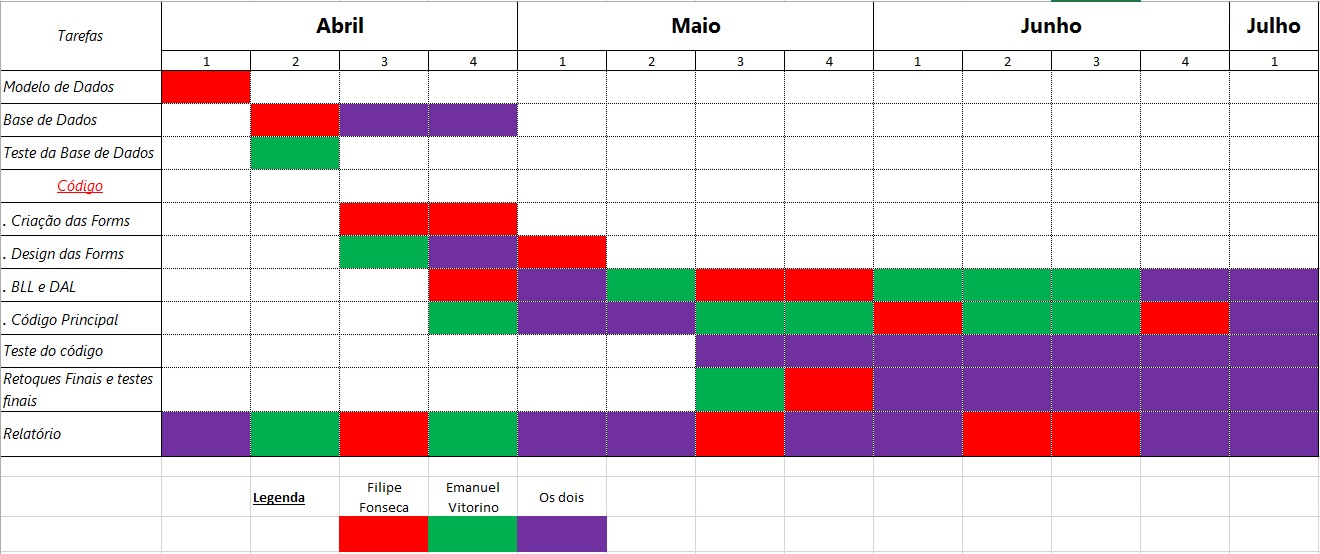 Tarefas
Abril Maio Junho Julho
1 2 3 4 1 2 3 4 1 2 3 4 1
Modelo de Dados
Base de Dados
Teste da Base de Dados
Código
. Criação das Forms
. Design das Forms
. BLL e DAL
. Código Principal
Teste do código
Retoques Finais e testes
finais
Relatório
Legenda
Filipe
Fonseca
Emanuel
Vitorino
Os dois